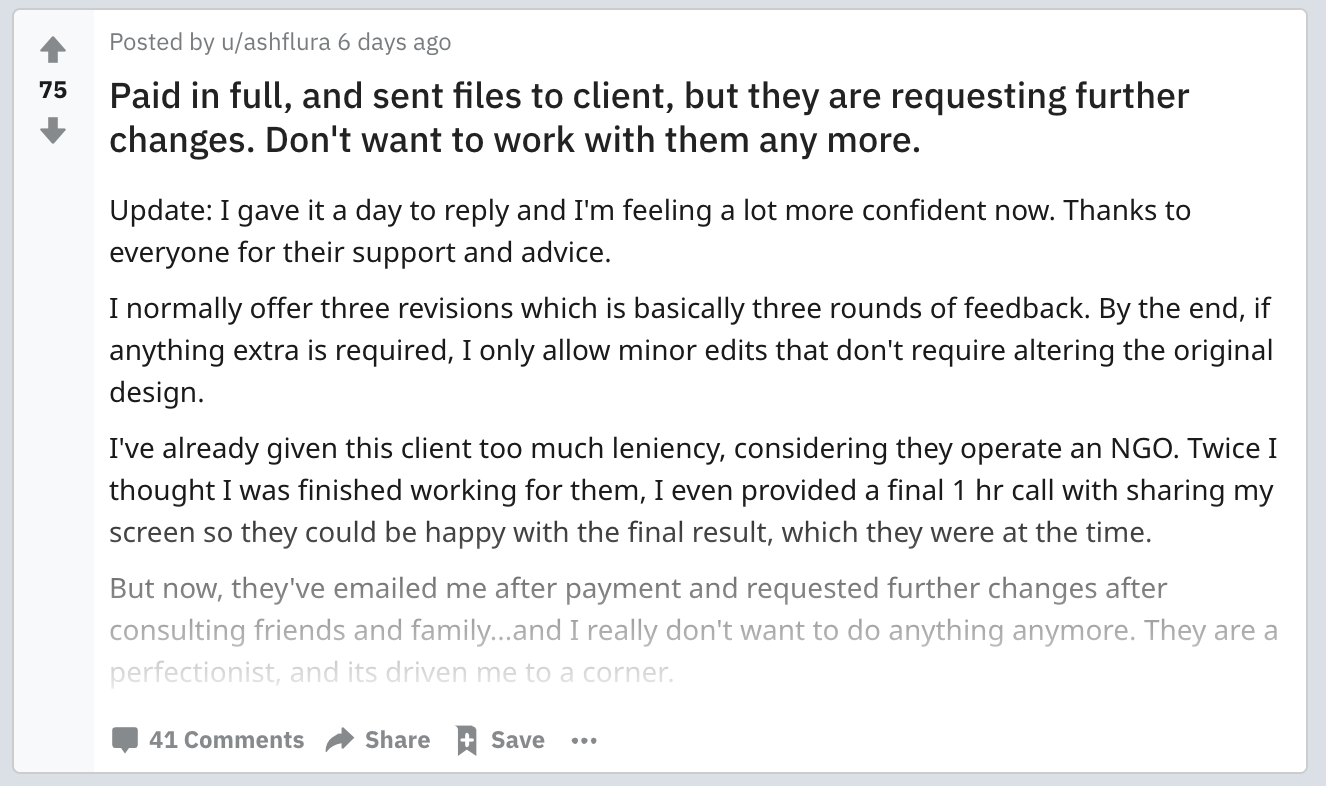 Posted by u/ashflura 6 days ago
75
Paid in full, and sent files to client, but they are requesting further
changes. Don't want to work with them any more.
Update: I gave it a day to reply and I'm feeling a lot more confident now. Thanks to
everyone for their support and advice.
I normally offer three revisions which is basically three rounds of feedback. By the end, if
anything extra is required, I only allow minor edits that don't require altering the original
design.
I've already given this client too much leniency, considering they operate an NGO. Twice I
thought I was finished working for them, I even provided a final 1 hr call with sharing my
screen so they could be happy with the final result, which they were at the time.
But now, they've emailed me after payment and requested further changes after
consulting friends and family...and I really don't want to do anything anymore. They are a
perfectionist, and its driven me to a corner.
41 Comments Share Save ...